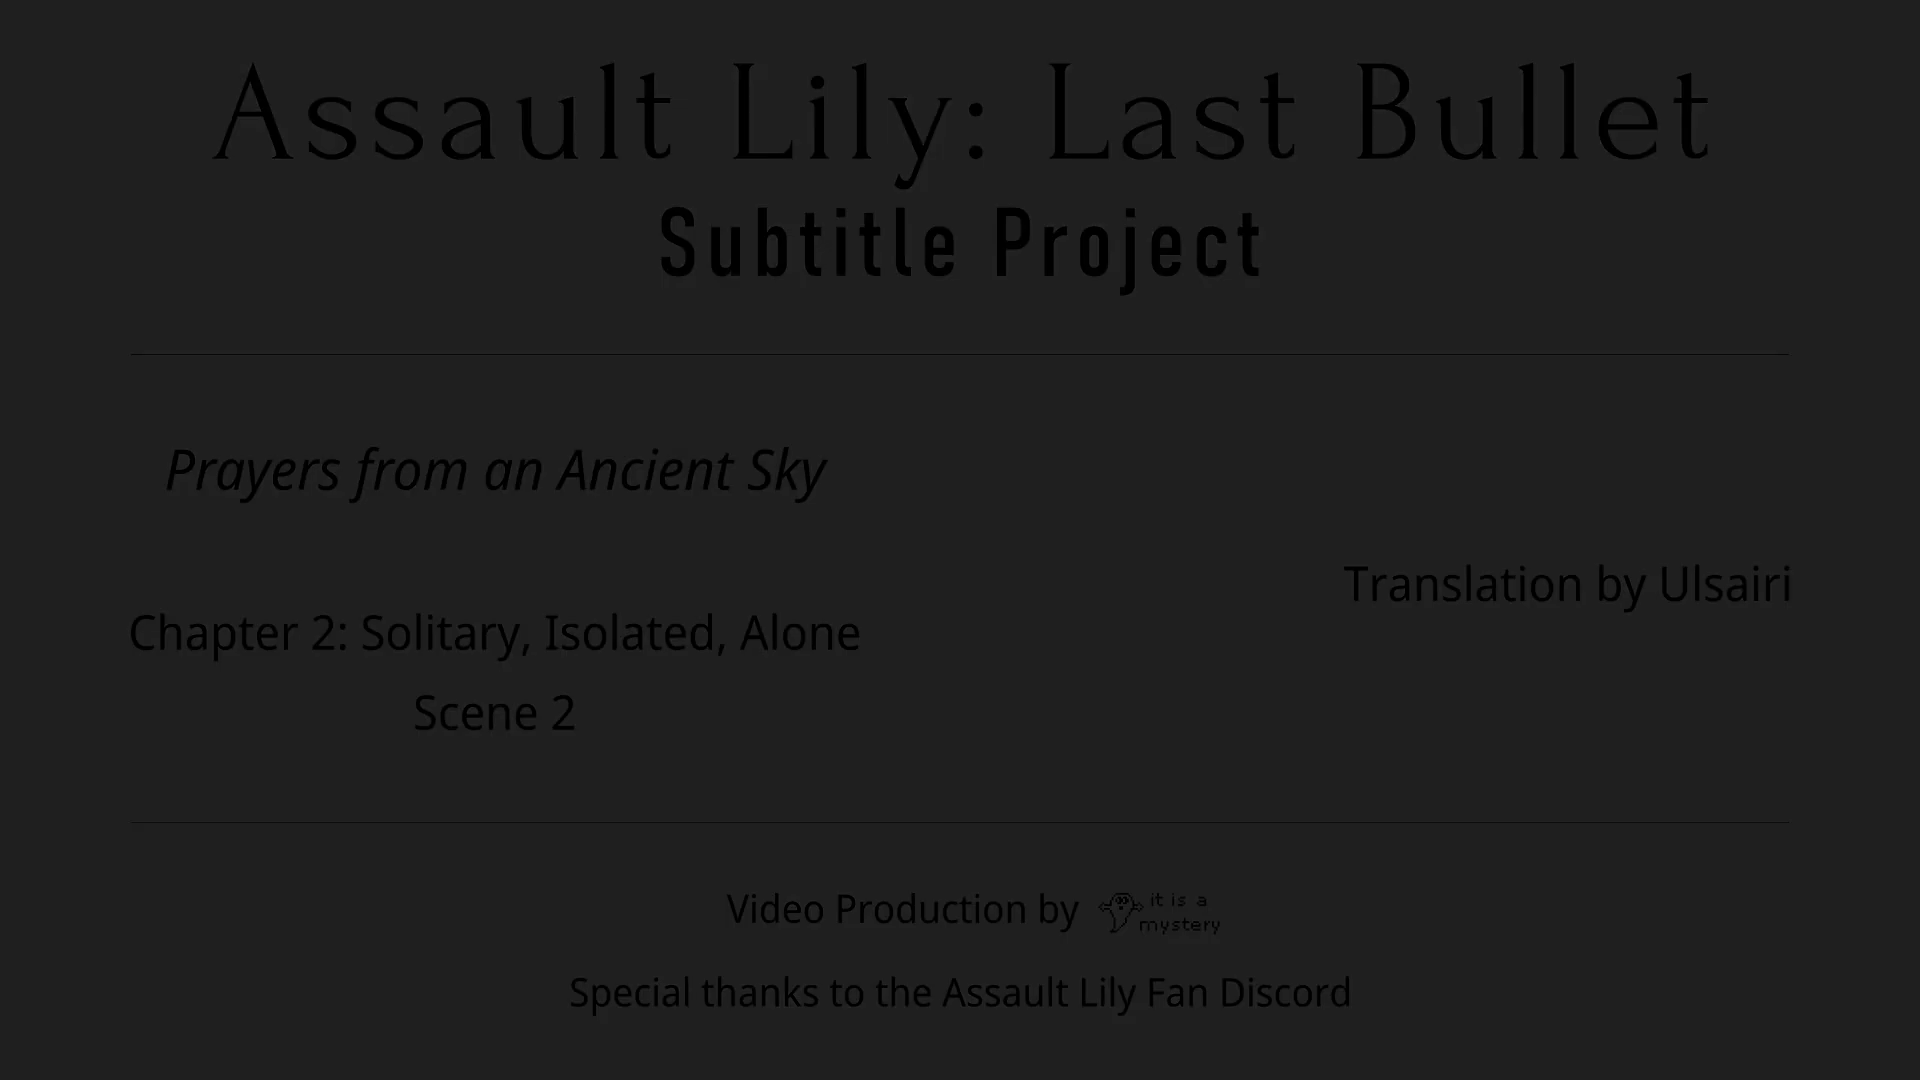 Assault Lily: Last Bullet
Subtitle Project
Prayers from an Ancient Sky
Chapter 2: Solitary, Isolated, Alone
Scene 2
Translation by Ulsairi
Video Production by it is a mystery
Special thanks to the Assault Lily Fan Discord